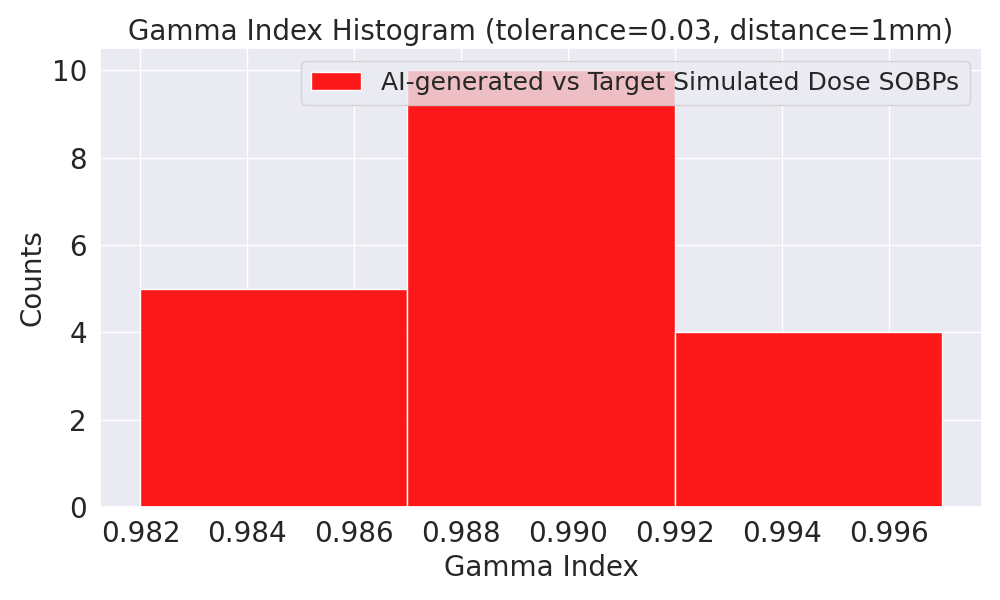 Gamma Index Histogram (tolerance=0.03, distance=1mm)
AI-generated vs Target Simulated Dose SOBPs
Counts
10
8
6
4
2
0
0.982 0.984 0.986 0.988 0.990 0.992 0.994 0.996
Gamma Index